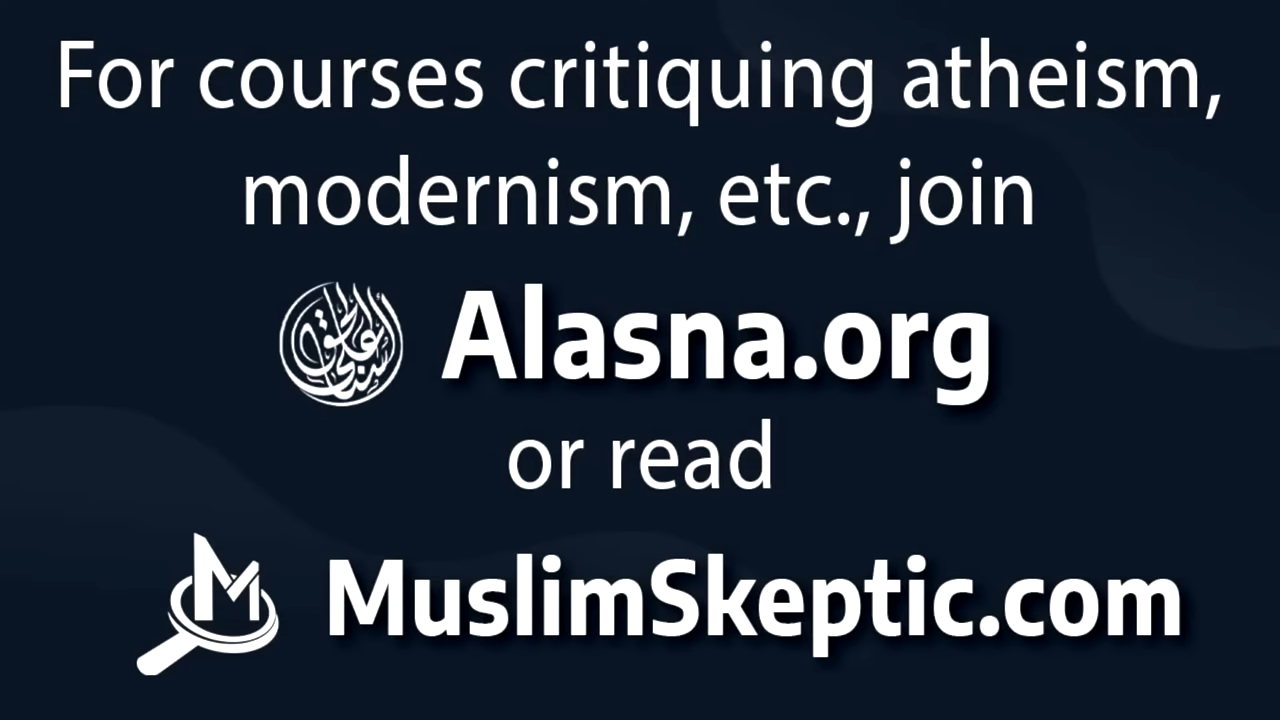 For courses critiquing atheism,
modernism, etc., join
Alasna.org
or read
MuslimSkeptic.com